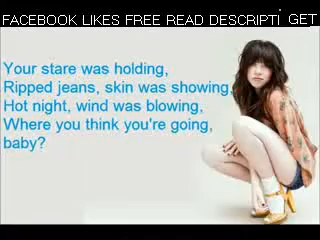 FACEBOOK LIKES FREE READ DESCRIPTI GET
Your stare was holding,
Ripped jeans, skin was showing,
Hot night, wind was blowing,
Where you think you're going,
baby?